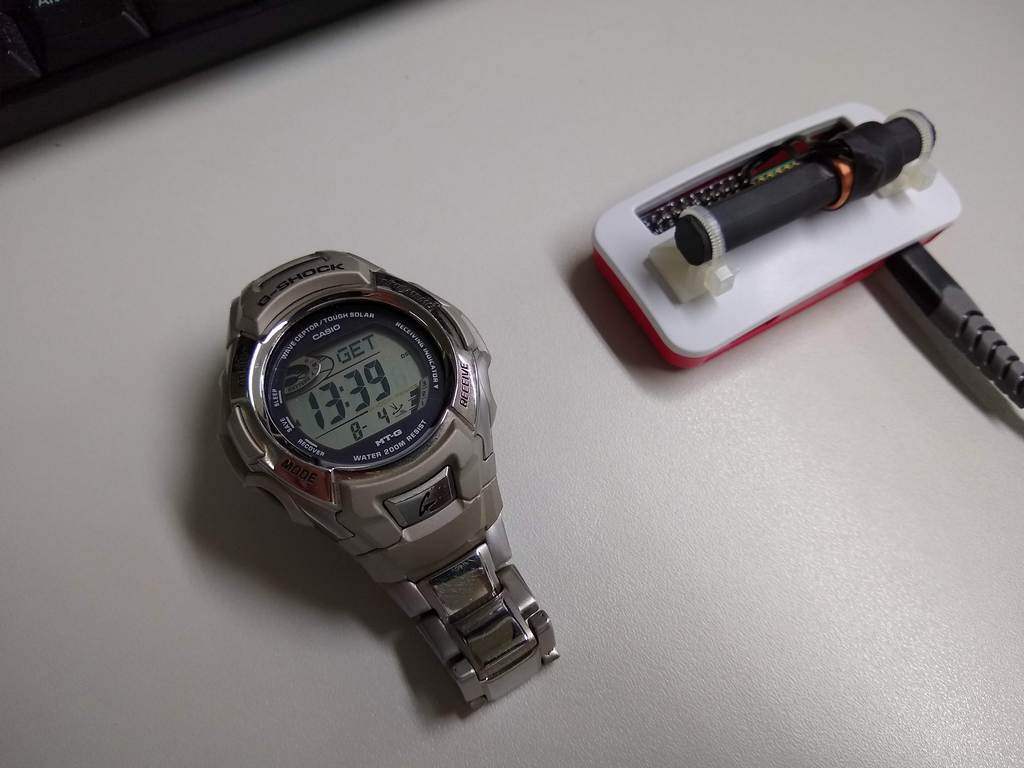 G-SHOCK
WAVE CEPTOR/TOUGH SOLAR
CASIO
RECEIVING INDICATOR
GET
13:39
8- 4
SLEEP
SAVE
RECOVER
RECEIVE
MODE
MT-G
WATER 200M RESIST
G